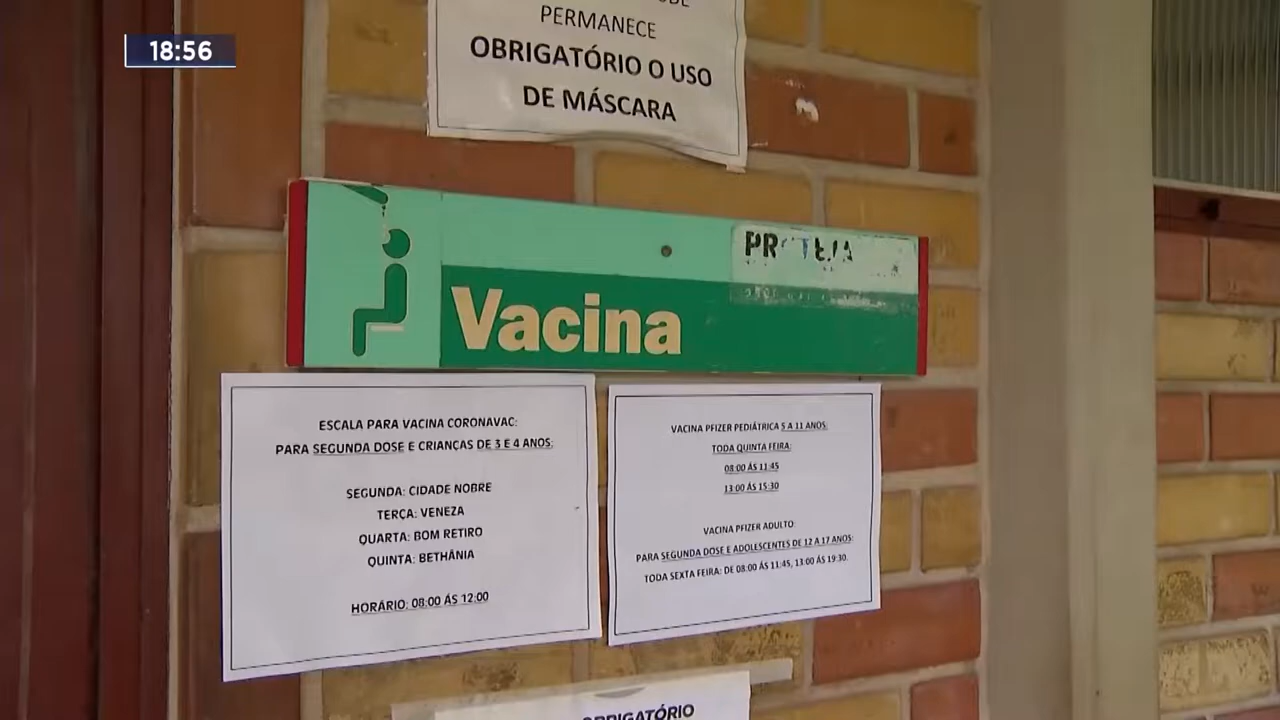 18:56
PERMANECE
OBRIGATÓRIO O USO
DE MÁSCARA
Vacina
ESCALA PARA VACINA CORONAVAC:
PARA SEGUNDA DOSE E CRIANÇAS DE 3 E 4 ANOS:
SEGUNDA: CIDADE NOBRE
TERÇA: VENEZA
QUARTA: BOM RETIRO
QUINTA: BETHÂNIA
HORÁRIO: 08:00 ÁS 12:00
VACINA PFIZER PEDIÁTRICA 5 A 11 ANOS:
TODA QUINTA FEIRA:
08:00 ÁS 11:45
13:00 ÁS 15:30
VACINA PFIZER ADULTO:
PARA SEGUNDA DOSE E ADOLESCENTES DE 12 A 17 ANOS:
TODA SEXTA FEIRA: DE 08:00 ÁS 11:45, 13:00 ÁS 19:30.
OBRIGATÓRIO